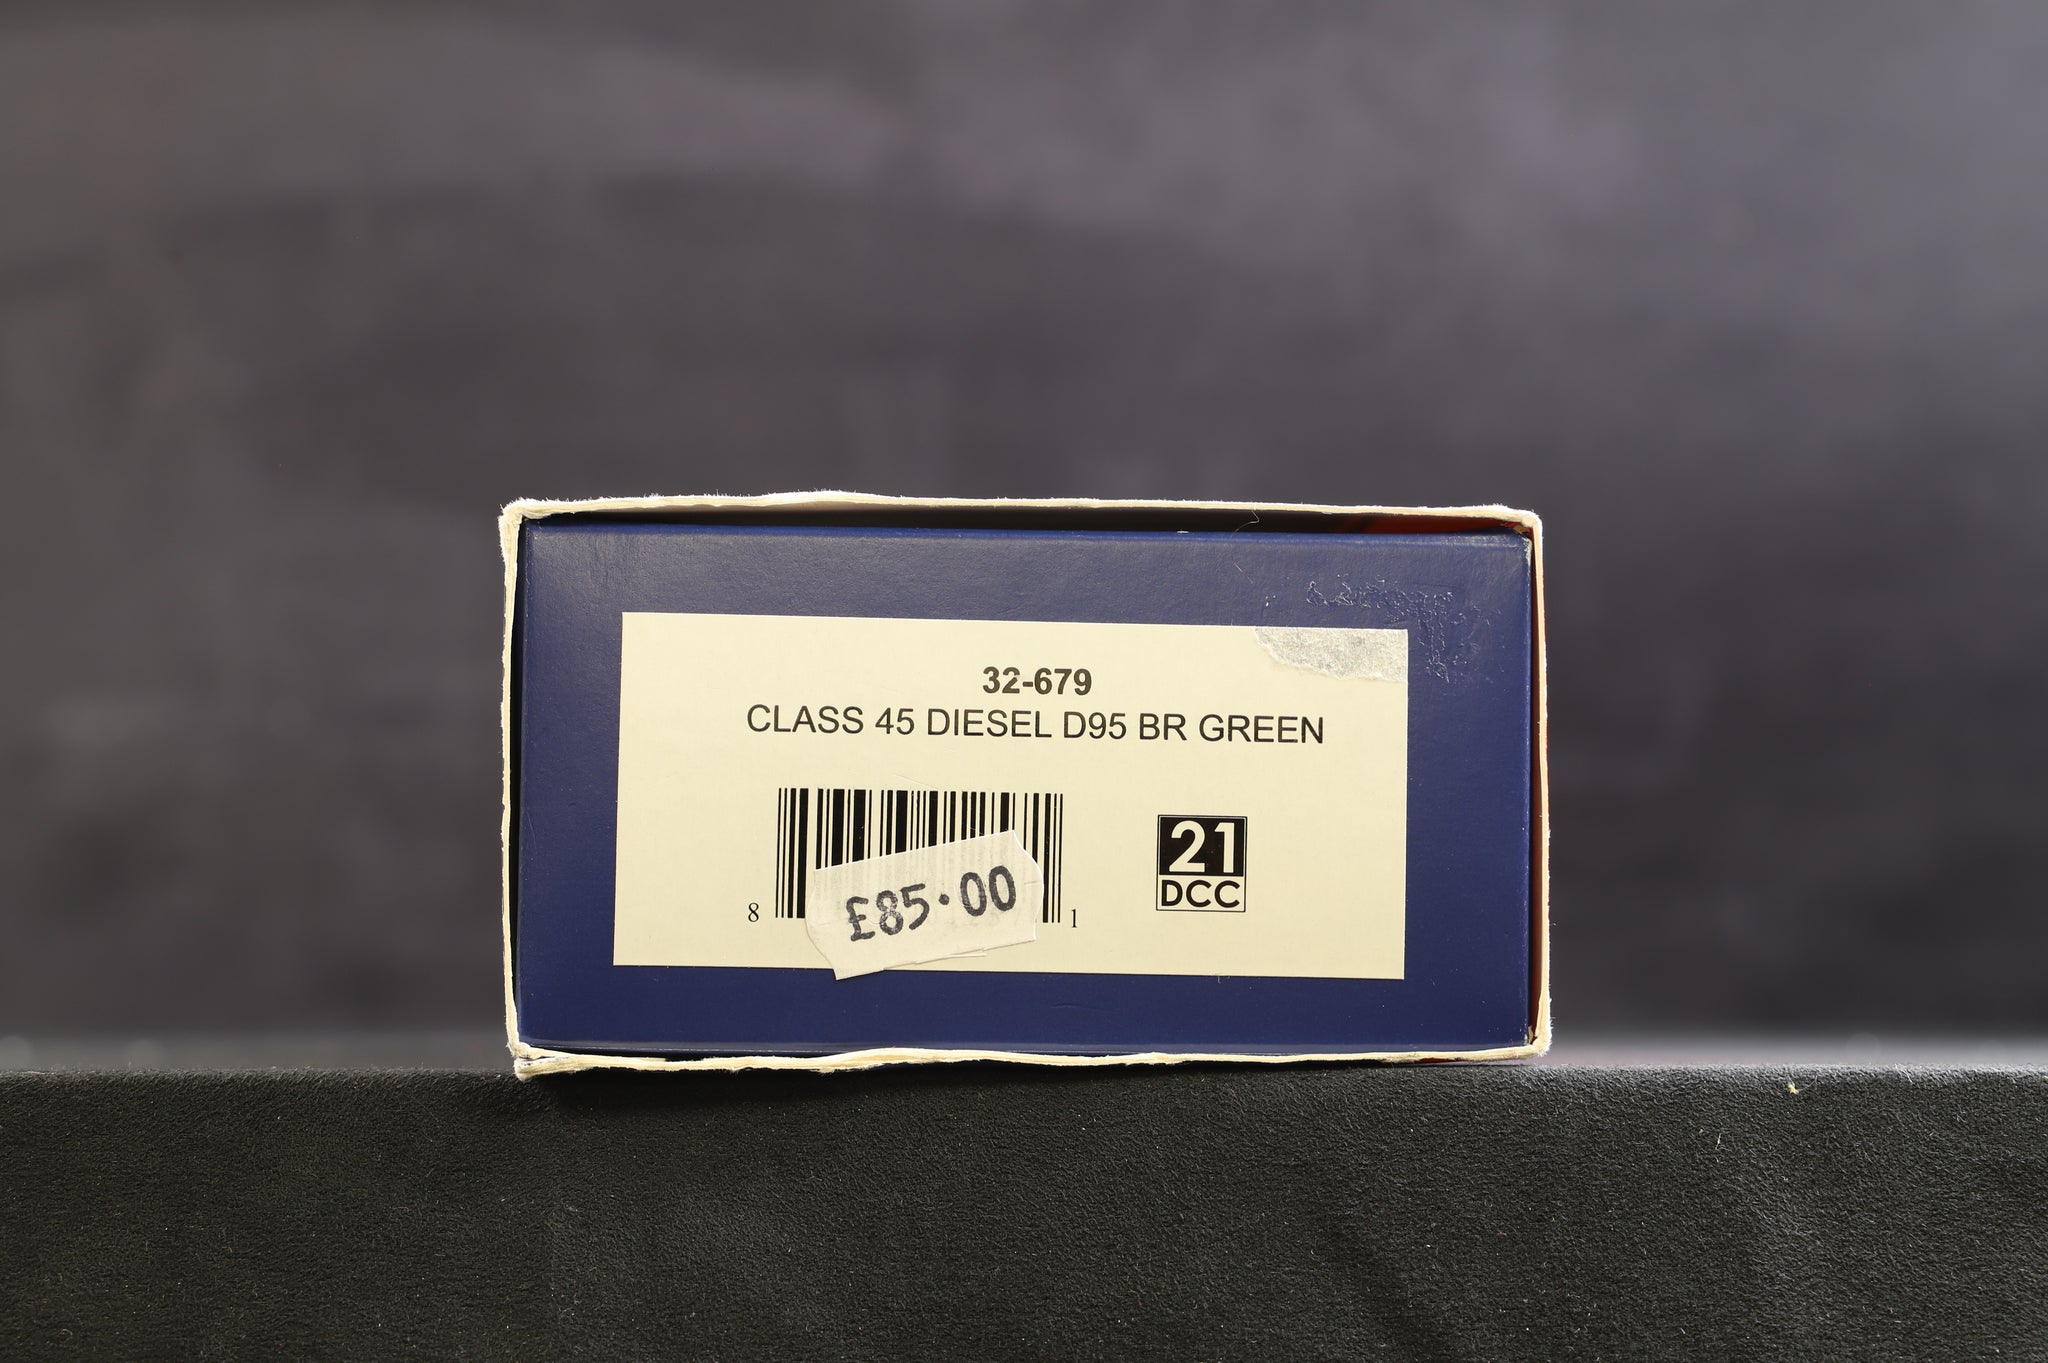 32-679
CLASS 45 DIESEL D95 BR GREEN
8 1
£85.00
21
DCC